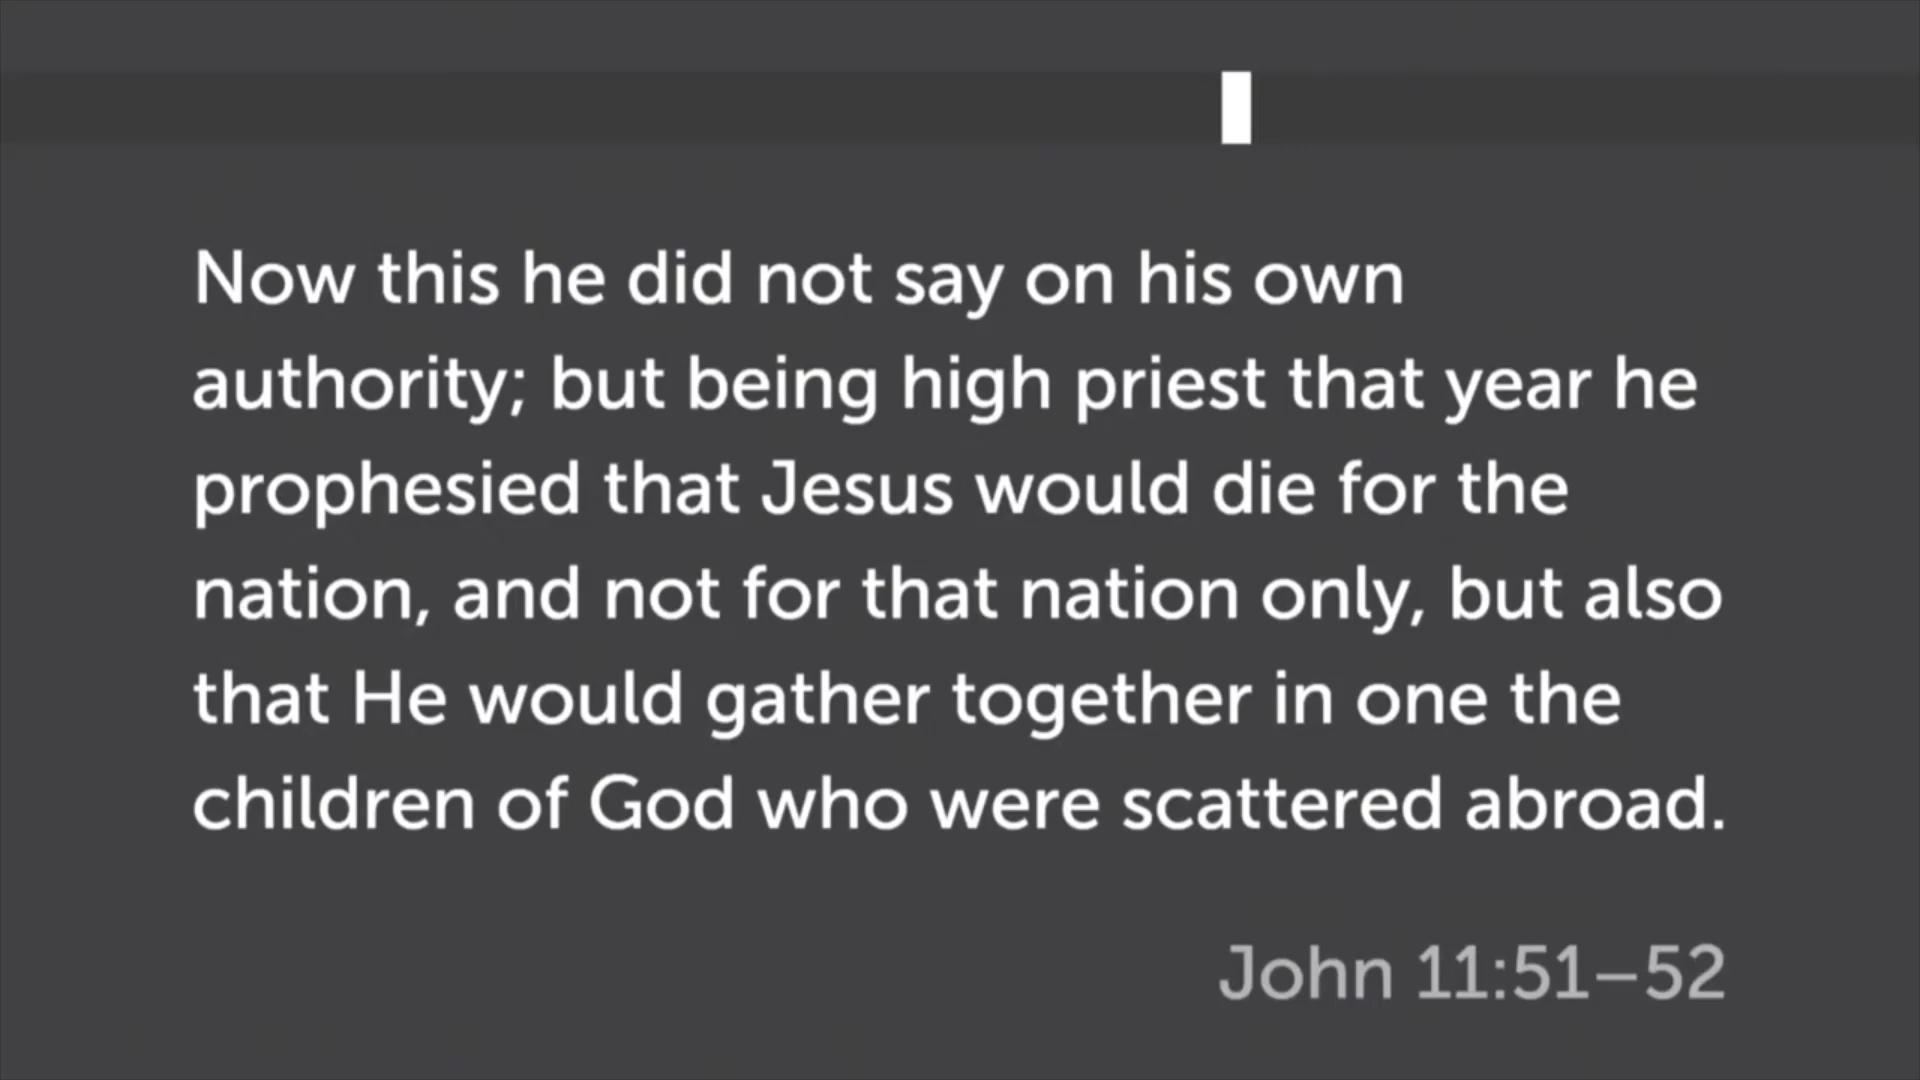 Now this he did not say on his own
authority; but being high priest that year he
prophesied that Jesus would die for the
nation, and not for that nation only, but also
that He would gather together in one the
children of God who were scattered abroad.
John 11:51–52